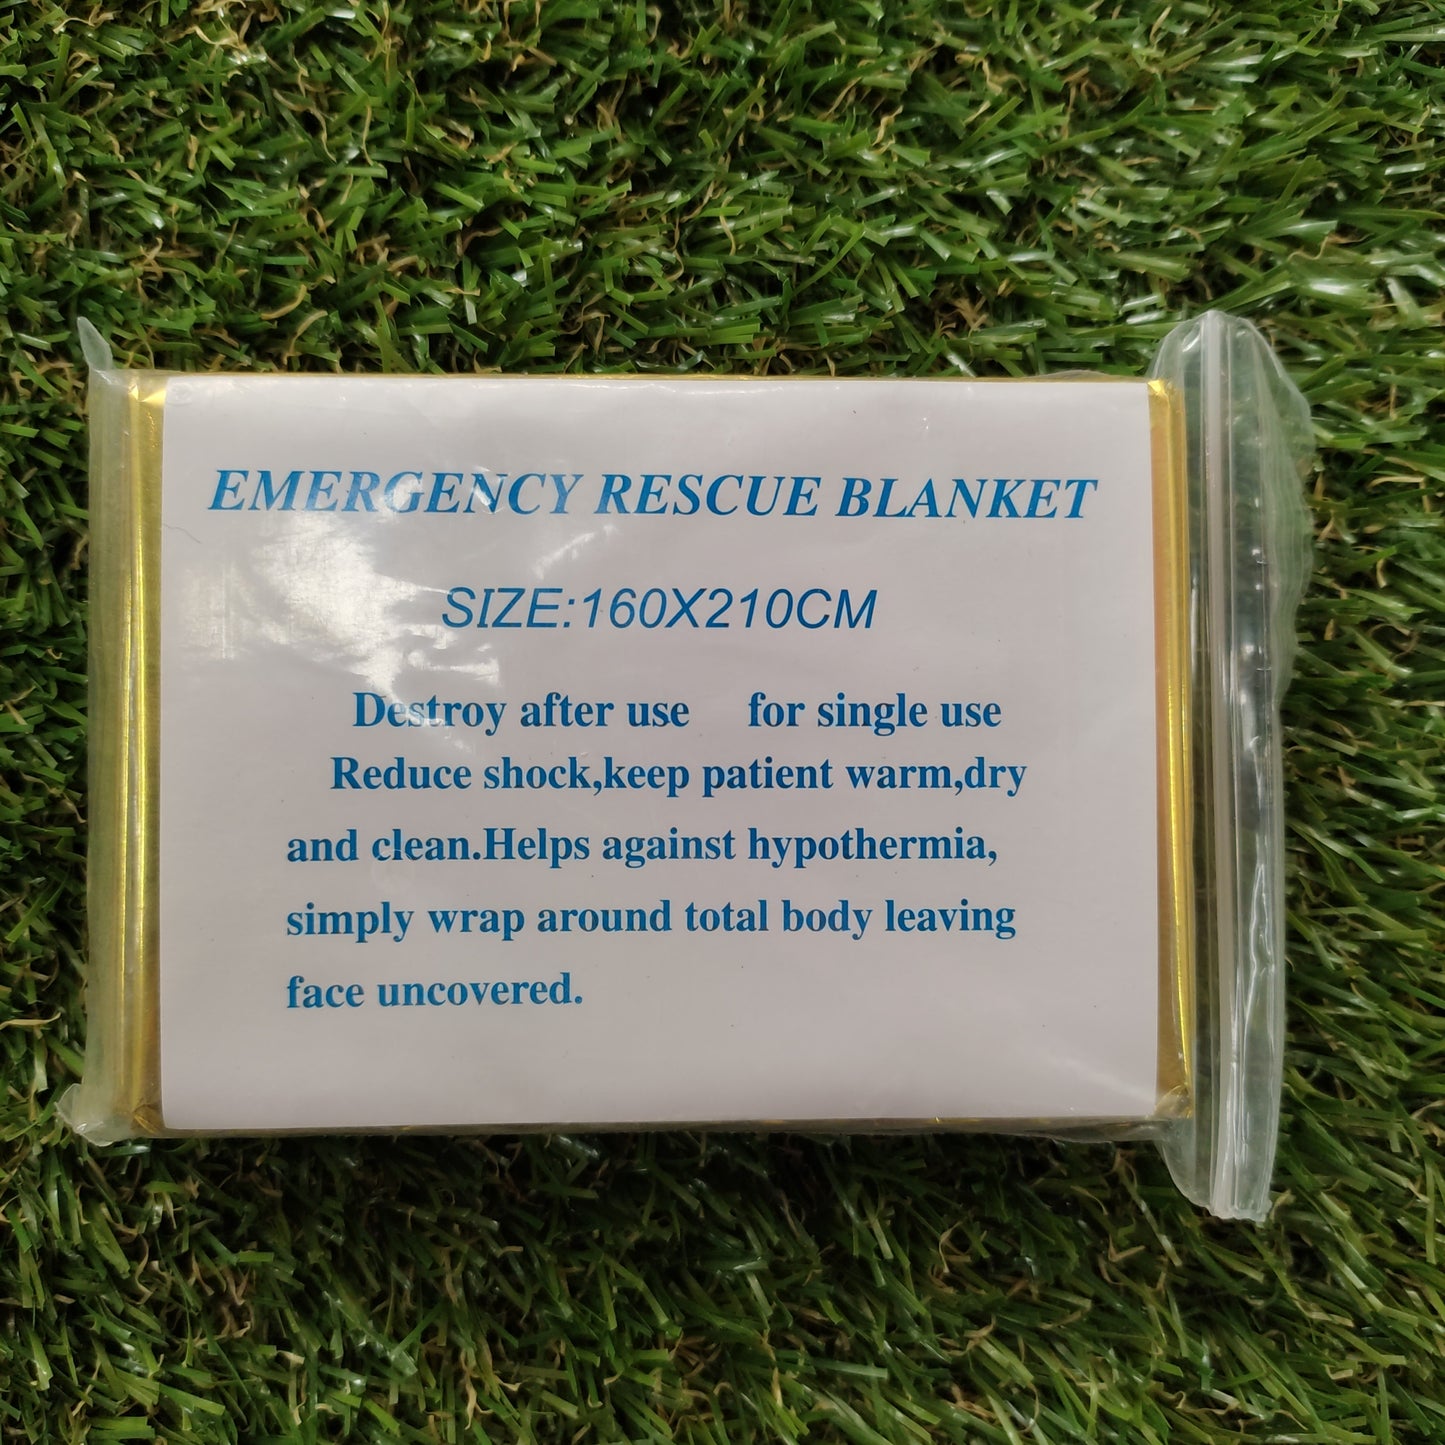 EMERGENCY RESCUE BLANKET
SIZE:160X210CM
Destroy after use for single use
Reduce shock,keep patient warm,dry
and clean.Helps against hypothermia,
simply wrap around total body leaving
face uncovered.